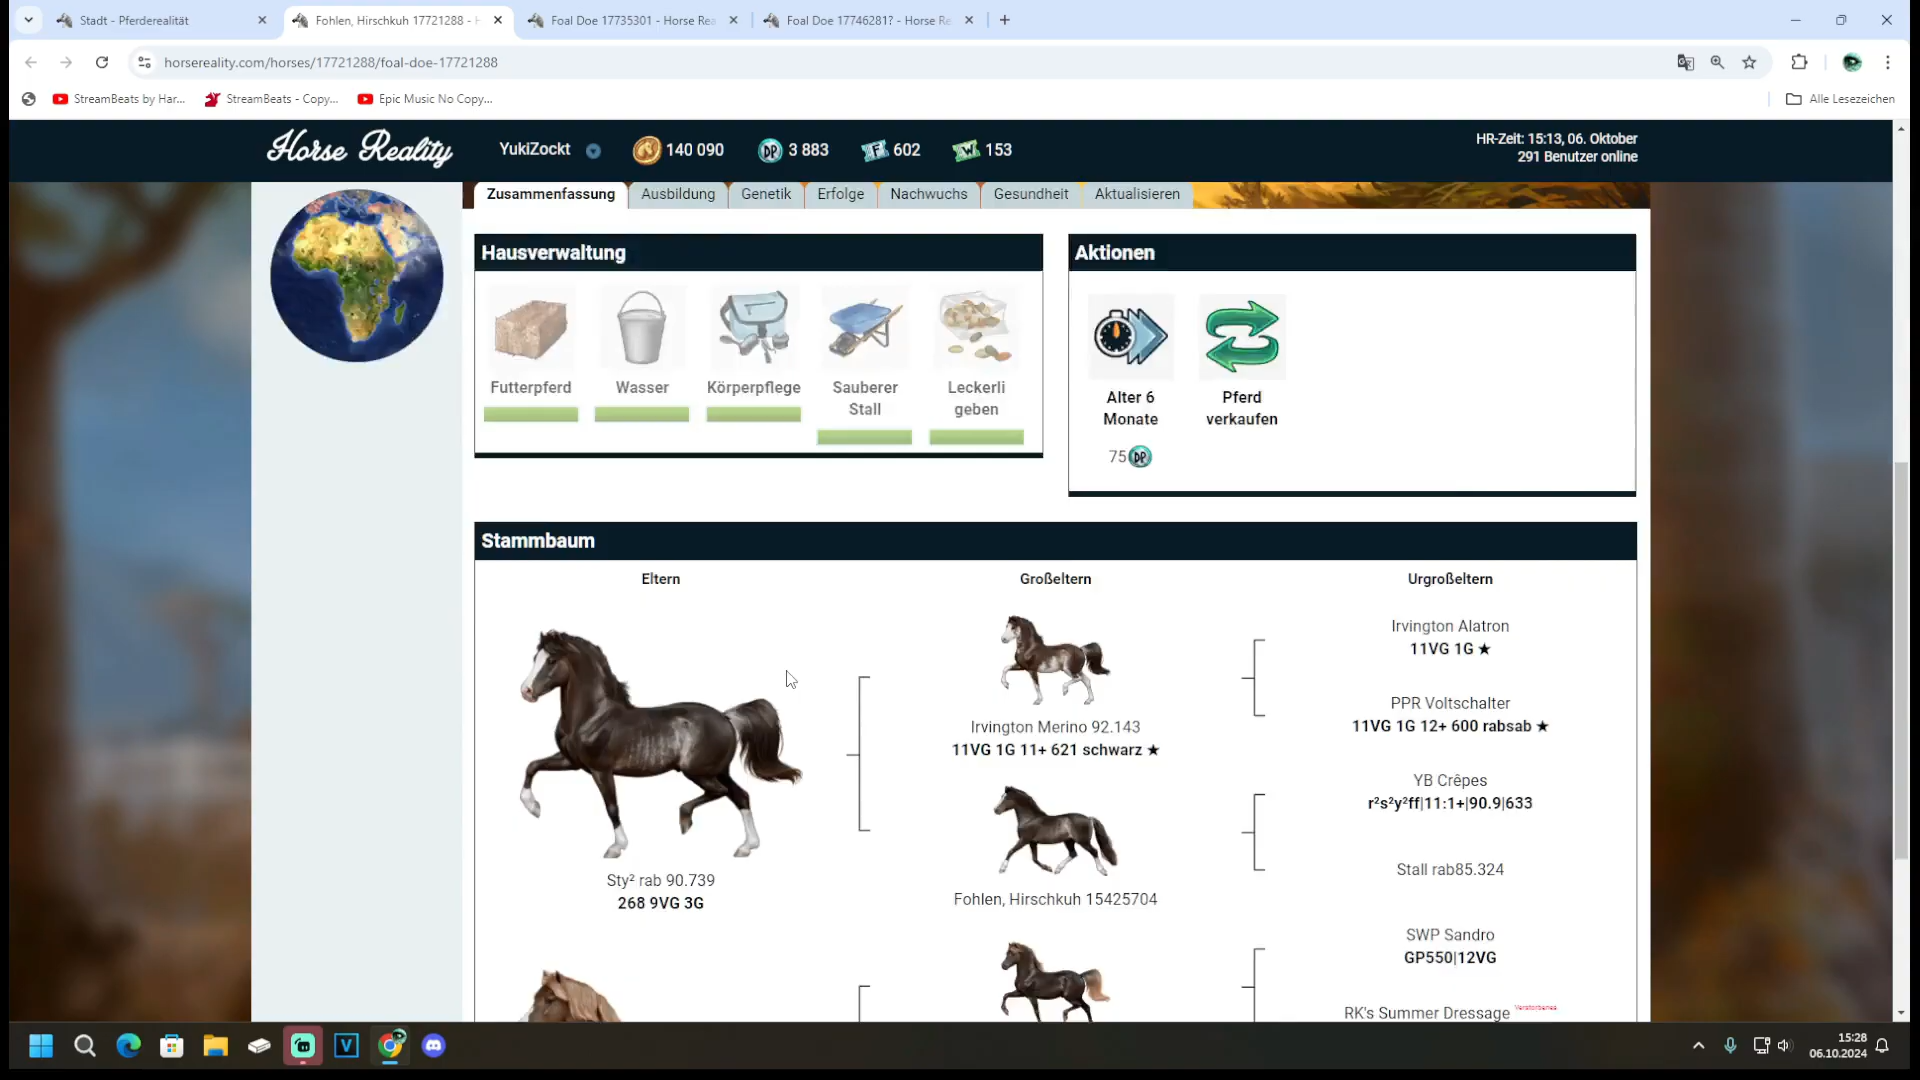 Stadt - Pferderealität
Fohlen, Hirschkuh 17721288 - H
Foal Doe 17735301 - Horse Rea
Foal Doe 17746281? - Horse Re
horsereality.com/horses/17721288/foal-doe-17721288
StreamBeats by Har...
StreamBeats - Copy...
Epic Music No Copy...
Alle Lesezeichen
Horse Reality
YukiZockt
140 090
DP 3 883
F 602
W 153
HR-Zeit: 15:13, 06. Oktober
291 Benutzer online
Zusammenfassung
Ausbildung
Genetik
Erfolge
Nachwuchs
Gesundheit
Aktualisieren
Hausverwaltung
Futterpferd
Wasser
Körperpflege
Sauberer
Stall
Leckerli
geben
Aktionen
Alter 6
Monate
75 DP
Pferd
verkaufen
Stammbaum
Eltern
Großeltern
Urgroßeltern
Sty² rab 90.739
268 9VG 3G
Irvington Merino 92.143
11VG 1G 11+ 621 schwarz ★
Fohlen, Hirschkuh 15425704
Irvington Alatron
11VG 1G ★
PPR Voltschalter
11VG 1G 12+ 600 rabsab ★
YB Crêpes
r²s²y²ff|11:1+|90.9|633
Stall rab85.324
SWP Sandro
GP550|12VG
RK's Summer Dressage Verstorbenes
V
15:28
06.10.2024